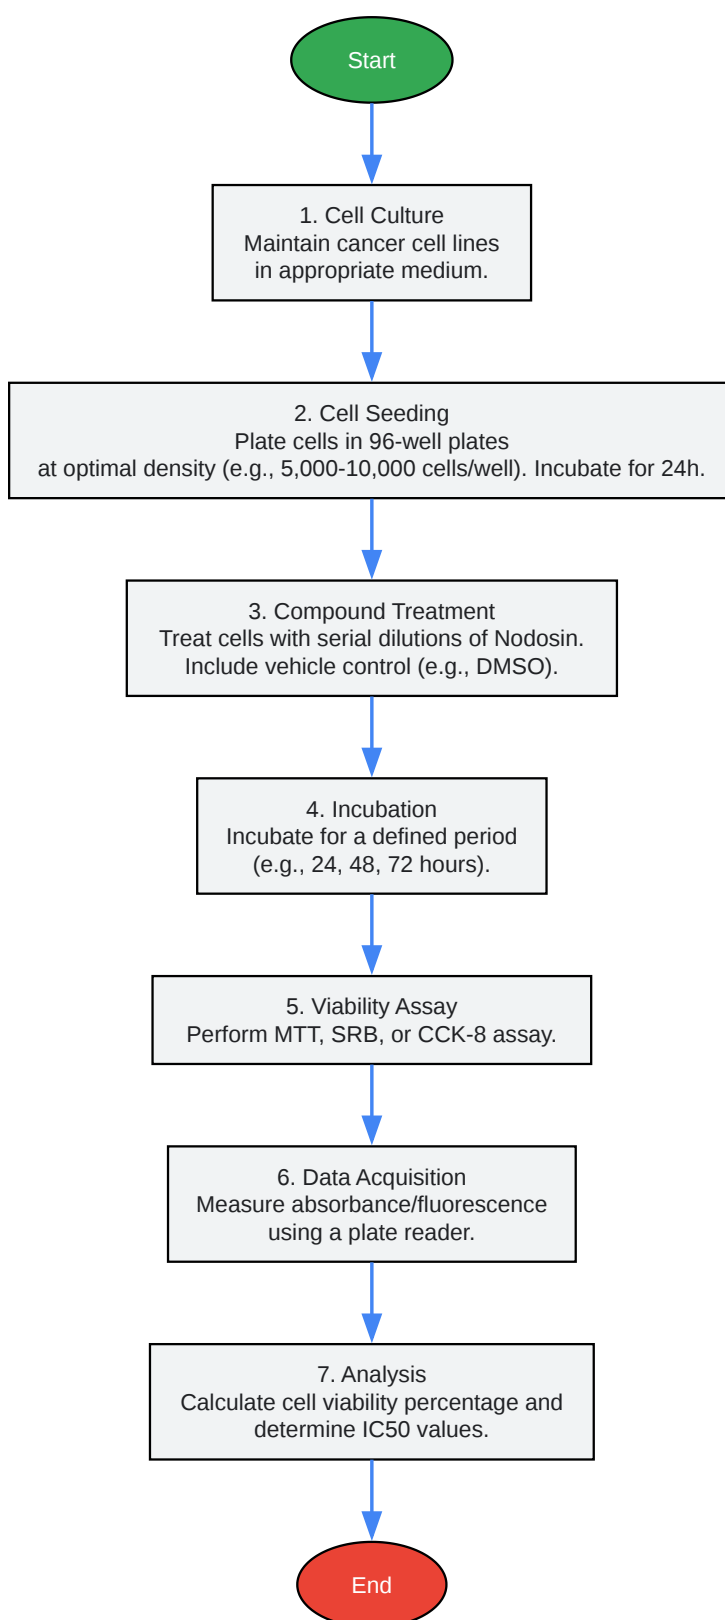 Start
1. Cell Culture
Maintain cancer cell lines
in appropriate medium.
2. Cell Seeding
Plate cells in 96-well plates
at optimal density (e.g., 5,000-10,000 cells/well). Incubate for 24h.
3. Compound Treatment
Treat cells with serial dilutions of Nodosin.
Include vehicle control (e.g., DMSO).
4. Incubation
Incubate for a defined period
(e.g., 24, 48, 72 hours).
5. Viability Assay
Perform MTT, SRB, or CCK-8 assay.
6. Data Acquisition
Measure absorbance/fluorescence
using a plate reader.
7. Analysis
Calculate cell viability percentage and
determine IC50 values.
End